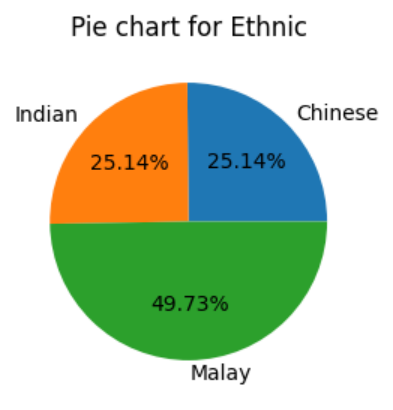 Pie chart for Ethnic
Indian
Chinese
25.14%
25.14%
49.73%
Malay